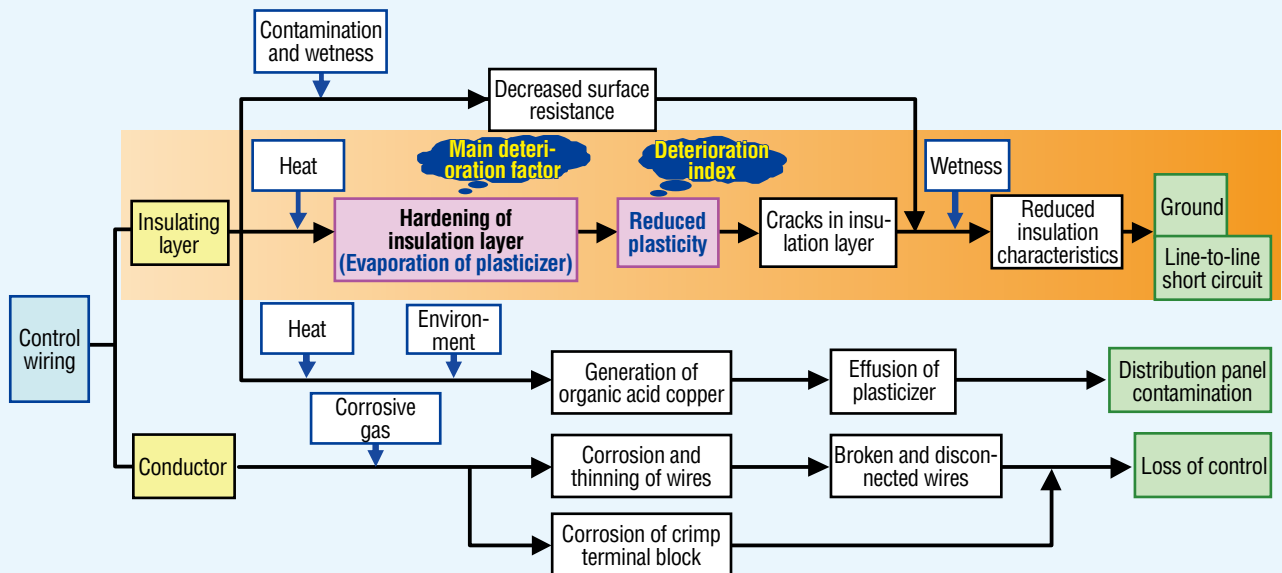 Contamination
and wetness
Decreased surface
resistance
Main deteri-
oration factor
Deterioration
index
Heat
Wetness
Insulating
layer
Hardening of
insulation layer
(Evaporation of plasticizer)
Reduced
plasticity
Cracks in insu-
lation layer
Reduced
insulation
characteristics
Ground
Line-to-line
short circuit
Control
wiring
Heat
Environ-
ment
Generation of
organic acid copper
Effusion of
plasticizer
Distribution panel
contamination
Corrosive
gas
Conductor
Corrosion and
thinning of wires
Broken and discon-
nected wires
Loss of control
Corrosion of crimp
terminal block